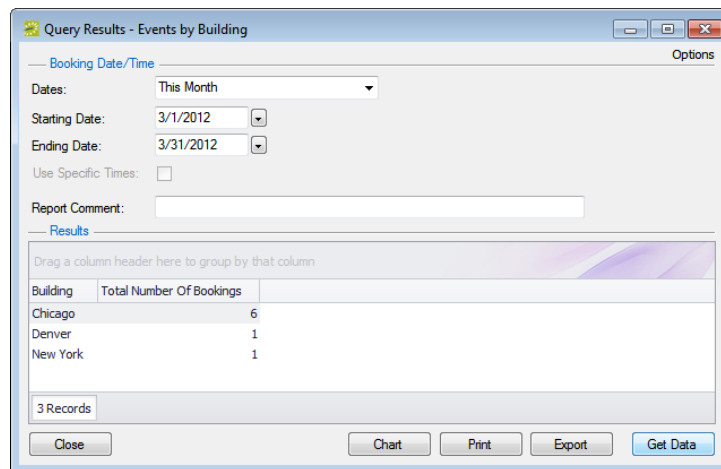 Query Results - Events by Building
Options
Booking Date/Time
Dates: This Month
Starting Date: 3/1/2012
Ending Date: 3/31/2012
Use Specific Times:
Report Comment:
Results
Drag a column header here to group by that column
Building Total Number Of Bookings
Chicago 6
Denver 1
New York 1
3 Records
Close Chart Print Export Get Data